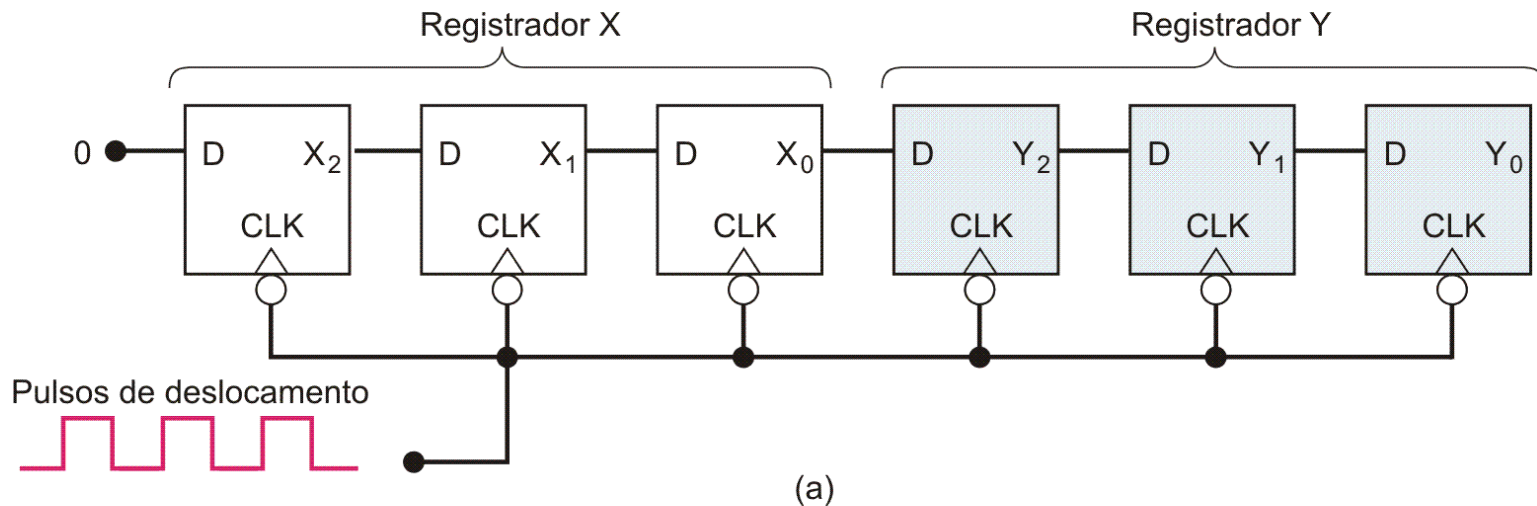 Registrador X Registrador Y
0 D X₂ D X₁ D X₀ D Y₂ D Y₁ D Y₀
CLK CLK CLK CLK CLK CLK
Pulsos de deslocamento
(a)